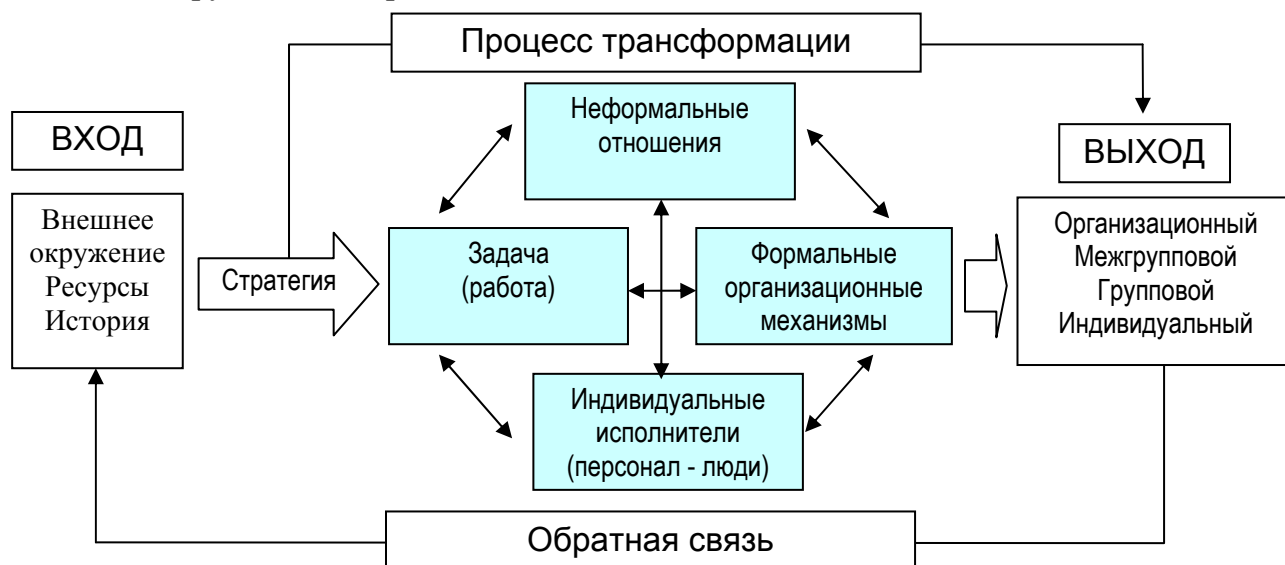 Процесс трансформации
Неформальные
отношения
ВХОД
ВЫХОД
Внешнее
окружение
Ресурсы
История
Стратегия
Задача
(работа)
Формальные
организационные
механизмы
Организационный
Межгрупповой
Групповой
Индивидуальный
Индивидуальные
исполнители
(персонал - люди)
Обратная связь